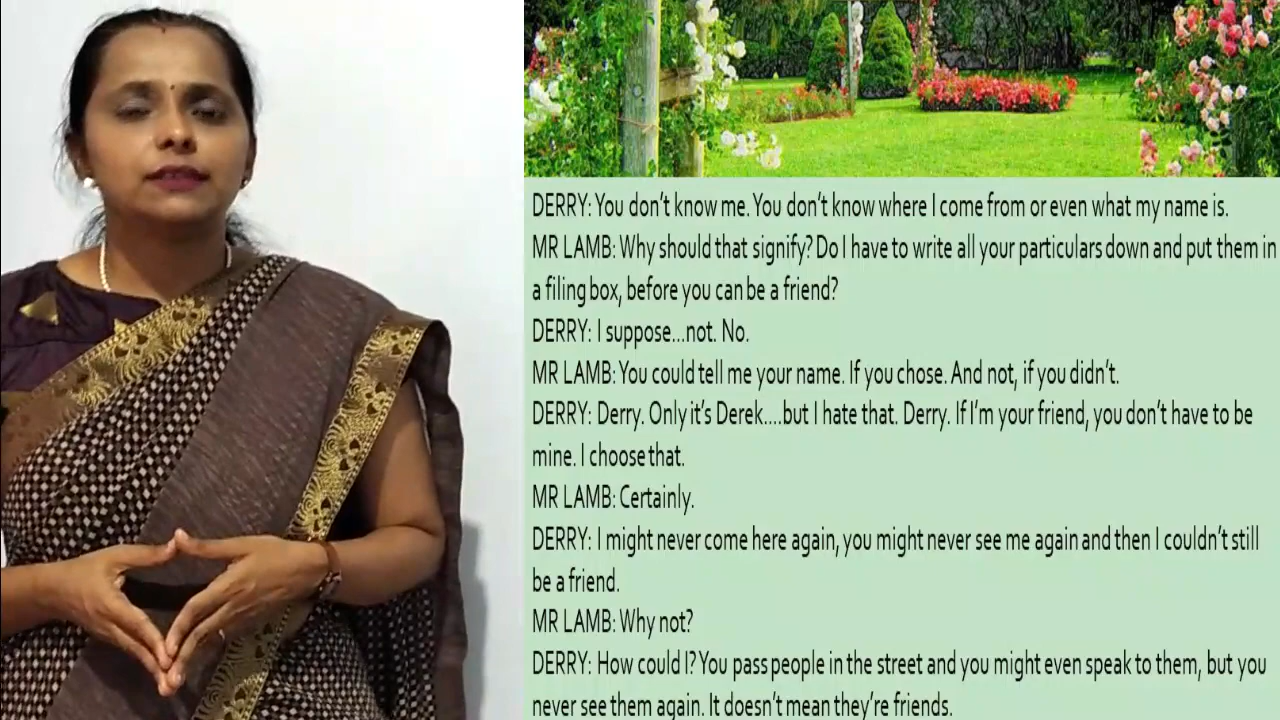 DERRY: You don't know me. You don't know where I come from or even what my name is.
MR LAMB: Why should that signify? Do I have to write all your particulars down and put them in
a filing box, before you can be a friend?
DERRY: I suppose...not. No.
MR LAMB: You could tell me your name. If you chose. And not, if you didn't.
DERRY: Derry. Only it's Derek....but I hate that. Derry. If I'm your friend, you don't have to be
mine. I choose that.
MR LAMB: Certainly.
DERRY: I might never come here again, you might never see me again and then I couldn't still
be a friend.
MR LAMB: Why not?
DERRY: How could I? You pass people in the street and you might even speak to them, but you
never see them again. It doesn't mean they're friends.